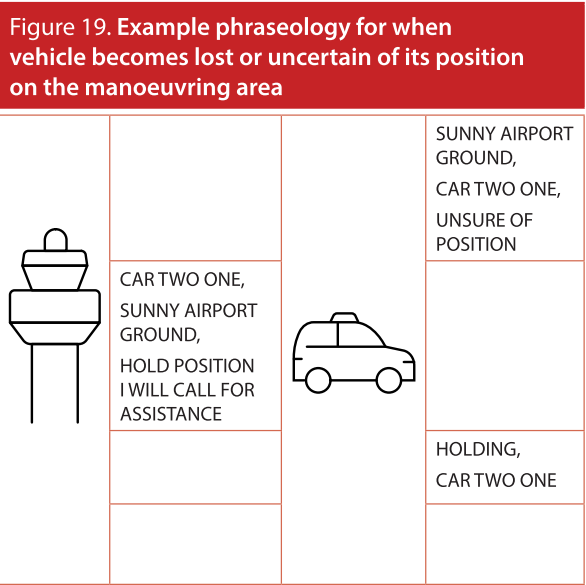 Figure 19. Example phraseology for when
vehicle becomes lost or uncertain of its position
on the manoeuvring area
SUNNY AIRPORT
GROUND,
CAR TWO ONE,
UNSURE OF
POSITION
CAR TWO ONE,
SUNNY AIRPORT
GROUND,
HOLD POSITION
I WILL CALL FOR
ASSISTANCE
HOLDING,
CAR TWO ONE